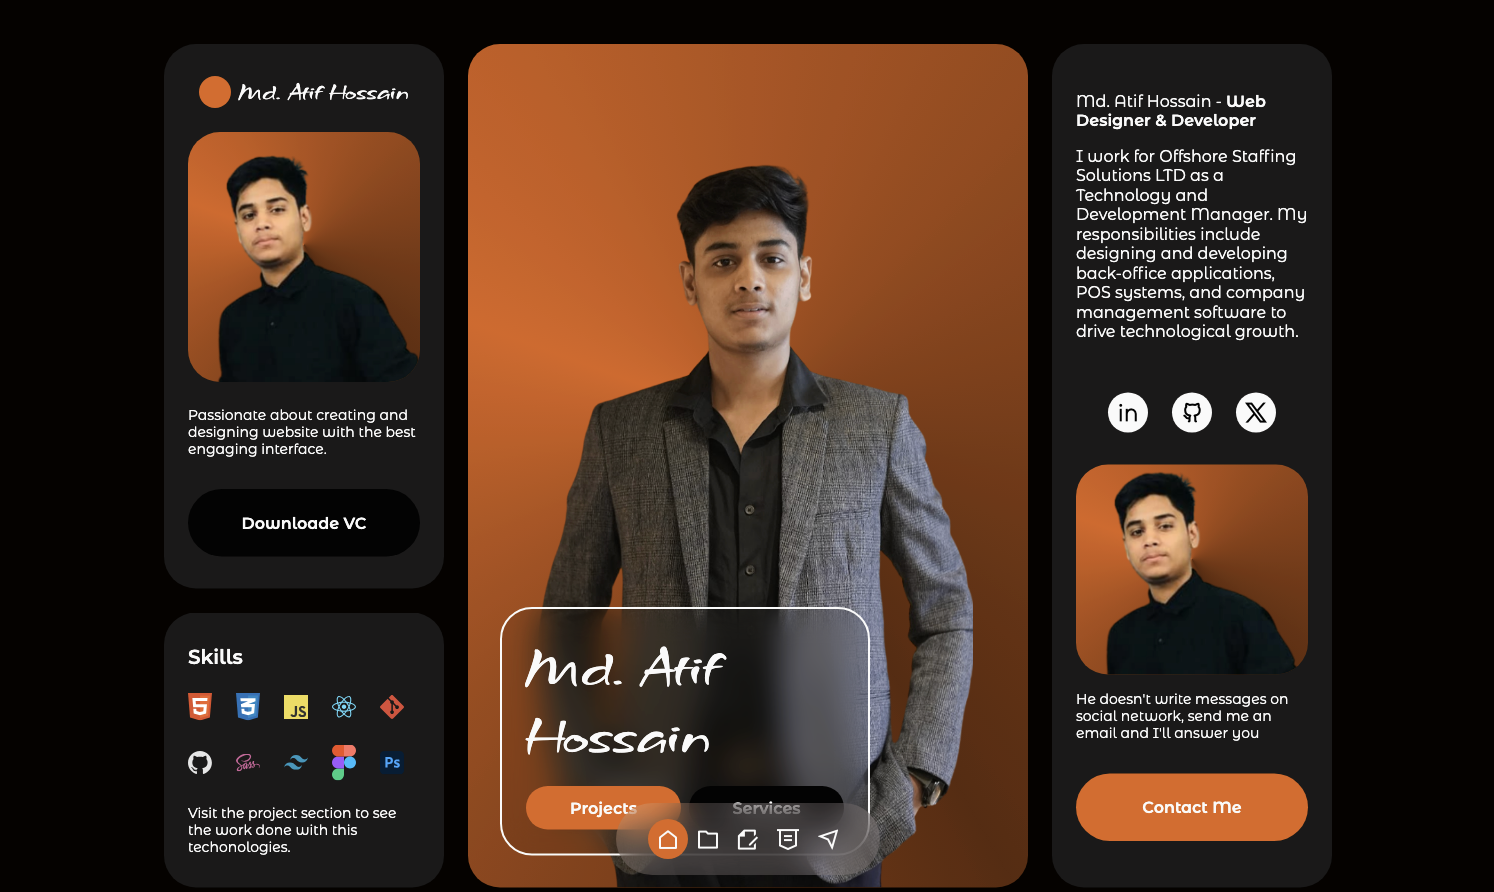 Md. Atif Hossain
Passionate about creating and
designing website with the best
engaging interface.
Downloade VC
Skills
5
3
JS
Sass
Ps
Visit the project section to see
the work done with this
techonologies.
Md. Atif
Hossain
Projects
Services
Md. Atif Hossain - Web
Designer & Developer
I work for Offshore Staffing
Solutions LTD as a
Technology and
Development Manager. My
responsibilities include
designing and developing
back-office applications,
POS systems, and company
management software to
drive technological growth.
in
X
He doesn't write messages on
social network, send me an
email and I'll answer you
Contact Me